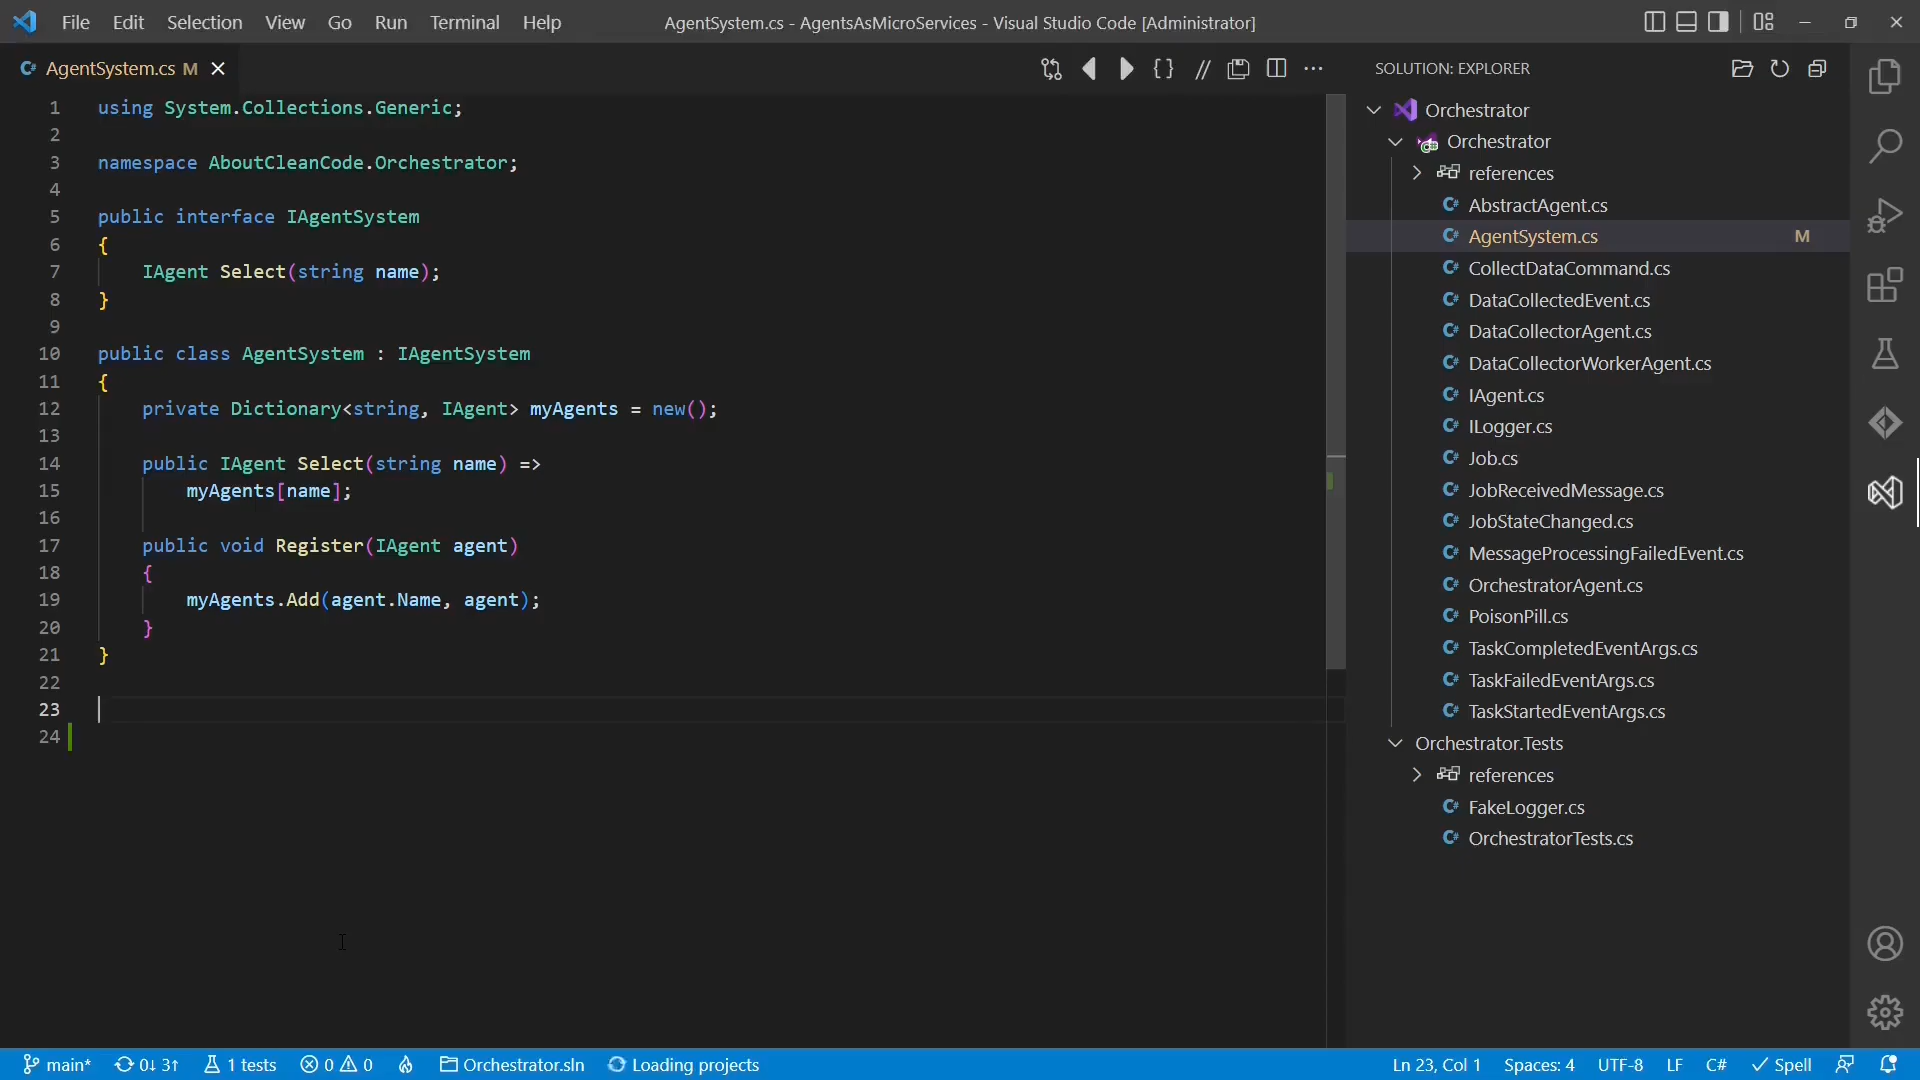 File Edit Selection View Go Run Terminal Help
AgentSystem.cs - AgentsAsMicroServices - Visual Studio Code [Administrator]
AgentSystem.cs M
1 using System.Collections.Generic;
2
3 namespace AboutCleanCode.Orchestrator;
4
5 public interface IAgentSystem
6 {
7 IAgent Select(string name);
8 }
9
10 public class AgentSystem : IAgentSystem
11 {
12 private Dictionary<string, IAgent> myAgents = new();
13
14 public IAgent Select(string name) =>
15 myAgents[name];
16
17 public void Register(IAgent agent)
18 {
19 myAgents.Add(agent.Name, agent);
20 }
21 }
22
23
24
SOLUTION: EXPLORER
Orchestrator
Orchestrator
references
AbstractAgent.cs
AgentSystem.cs M
CollectDataCommand.cs
DataCollectedEvent.cs
DataCollectorAgent.cs
DataCollectorWorkerAgent.cs
IAgent.cs
ILogger.cs
Job.cs
JobReceivedMessage.cs
JobStateChanged.cs
MessageProcessingFailedEvent.cs
OrchestratorAgent.cs
PoisonPill.cs
TaskCompletedEventArgs.cs
TaskFailedEventArgs.cs
TaskStartedEventArgs.cs
Orchestrator.Tests
references
FakeLogger.cs
OrchestratorTests.cs
main* 0↓ 3↑ 1 tests 0 0 Orchestrator.sln Loading projects Ln 23, Col 1 Spaces: 4 UTF-8 LF C# Spell